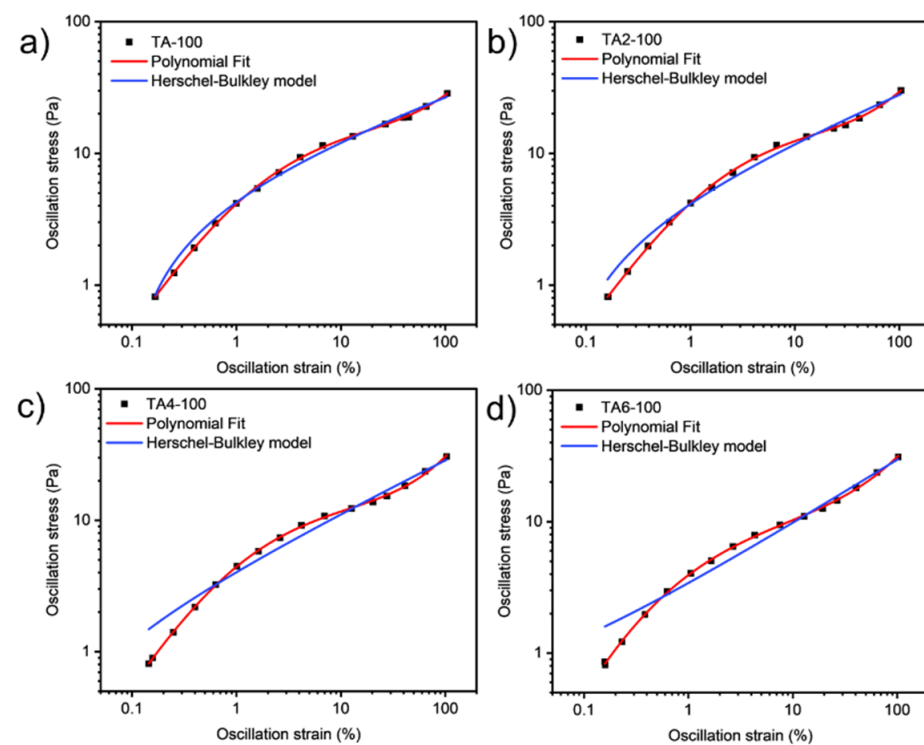 a)
TA-100
Polynomial Fit
Herschel-Bulkley model
100
10
1
0.1 1 10 100
Oscillation stress (Pa)
Oscillation strain (%)
b)
TA2-100
Polynomial Fit
Herschel-Bulkley model
100
10
1
0.1 1 10 100
Oscillation stress (Pa)
Oscillation strain (%)
c)
TA4-100
Polynomial Fit
Herschel-Bulkley model
100
10
1
0.1 1 10 100
Oscillation stress (Pa)
Oscillation strain (%)
d)
TA6-100
Polynomial Fit
Herschel-Bulkley model
100
10
1
0.1 1 10 100
Oscillation stress (Pa)
Oscillation strain (%)